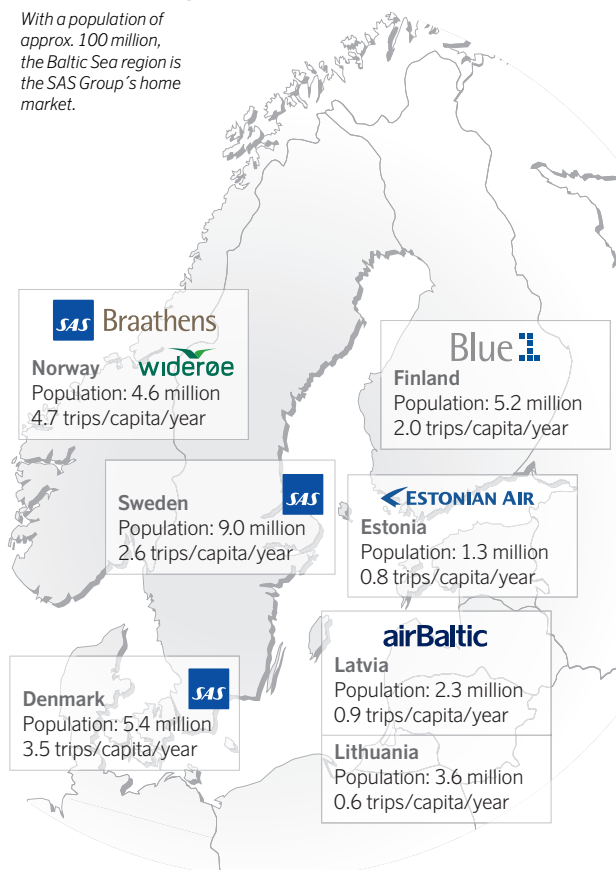 With a population of
approx. 100 million,
the Baltic Sea region is
the SAS Group´s home
market.
SAS Braathens
Norway widerøe
Population: 4.6 million
4.7 trips/capita/year
Blue1
Finland
Population: 5.2 million
2.0 trips/capita/year
SAS
Sweden
Population: 9.0 million
2.6 trips/capita/year
ESTONIAN AIR
Estonia
Population: 1.3 million
0.8 trips/capita/year
airBaltic
Latvia
Population: 2.3 million
0.9 trips/capita/year
Lithuania
Population: 3.6 million
0.6 trips/capita/year
SAS
Denmark
Population: 5.4 million
3.5 trips/capita/year